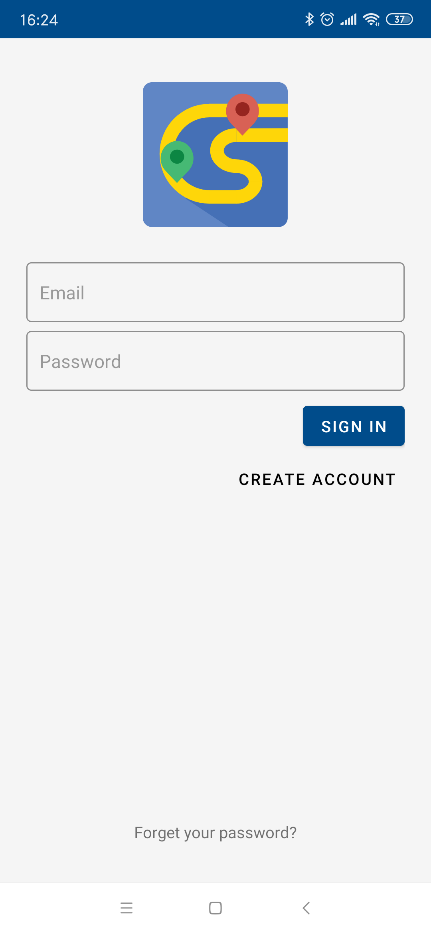 16:24
37
Email
Password
SIGN IN
CREATE ACCOUNT
Forget your password?